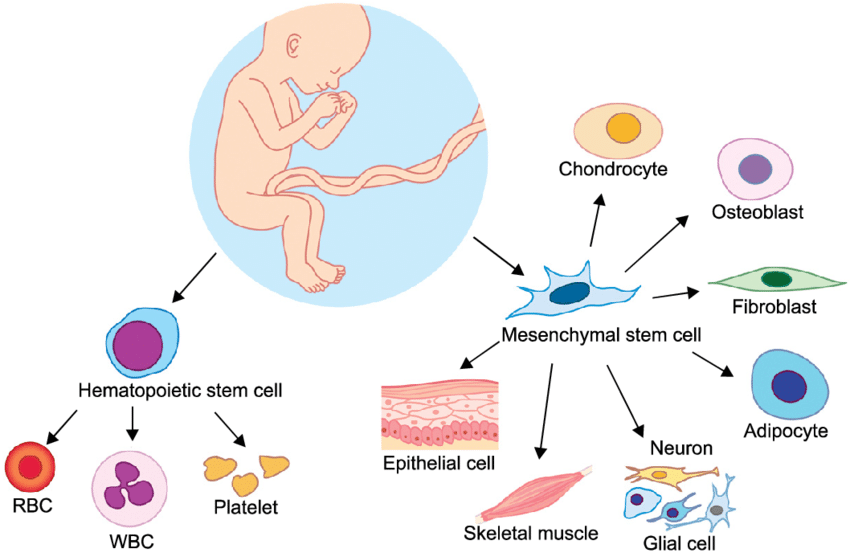 Chondrocyte
Osteoblast
Fibroblast
Mesenchymal stem cell
Hematopoietic stem cell
Adipocyte
Neuron
Epithelial cell
RBC
Platelet
WBC
Skeletal muscle
Glial cell